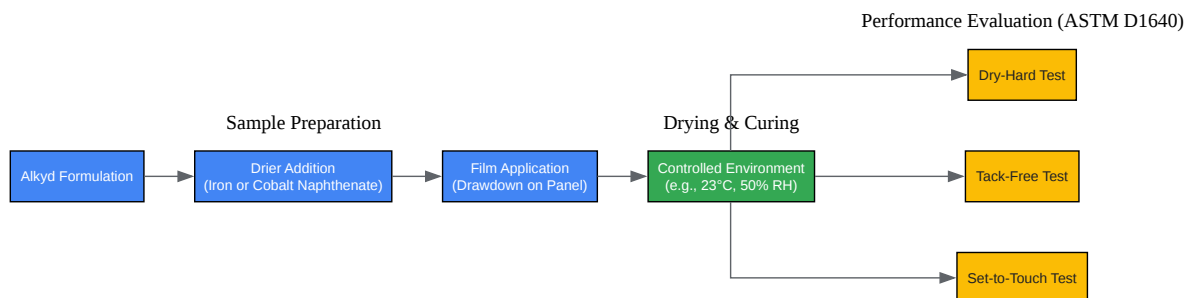 Performance Evaluation (ASTM D1640)
Dry-Hard Test
Sample Preparation
Drying & Curing
Alkyd Formulation
Drier Addition
(Iron or Cobalt Naphthenate)
Film Application
(Drawdown on Panel)
Controlled Environment
(e.g., 23°C, 50% RH)
Tack-Free Test
Set-to-Touch Test